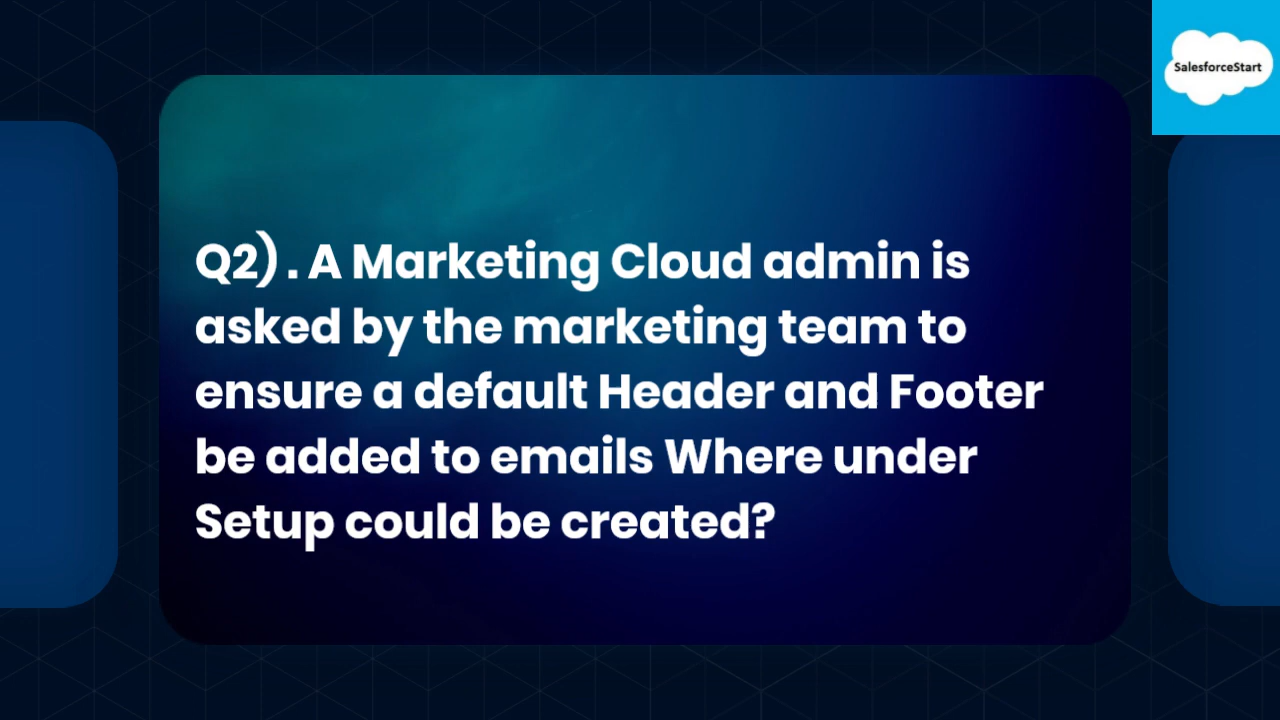 SalesforceStart
Q2) . A Marketing Cloud admin is
asked by the marketing team to
ensure a default Header and Footer
be added to emails Where under
Setup could be created?